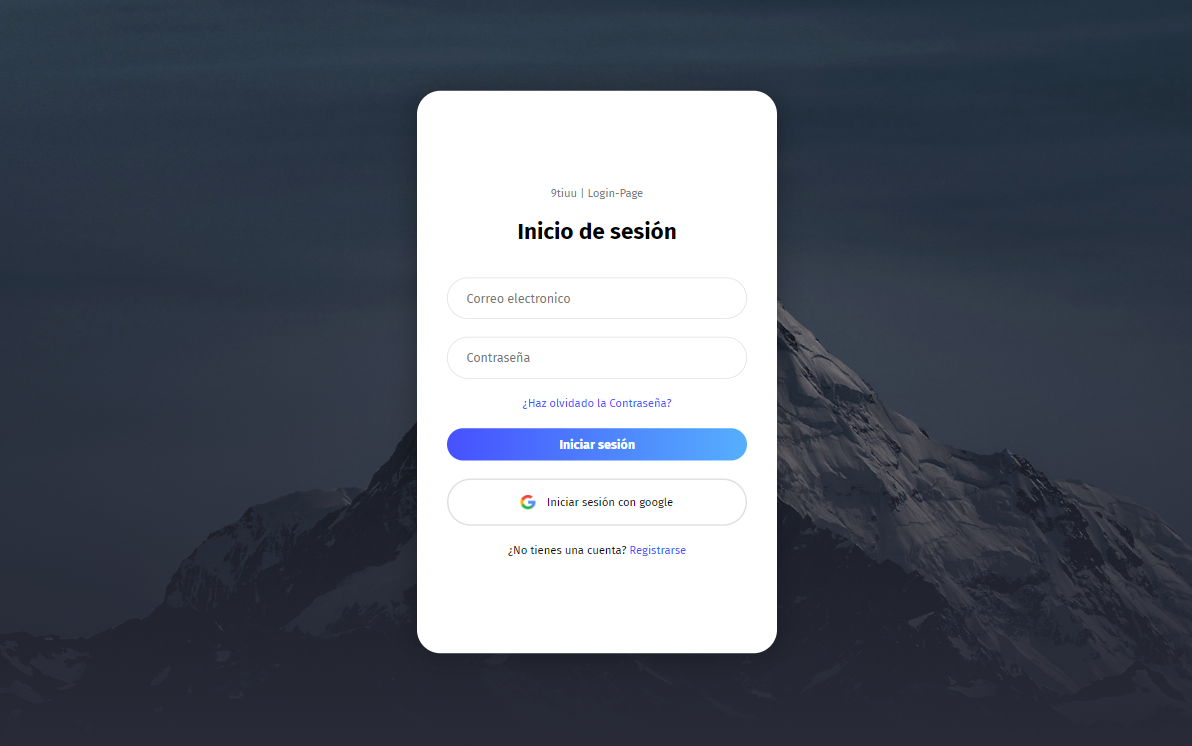 9tiuu | Login-Page
Inicio de sesión
Correo electronico
Contraseña
¿Haz olvidado la Contraseña?
Iniciar sesión
Iniciar sesión con google
¿No tienes una cuenta? Registrarse